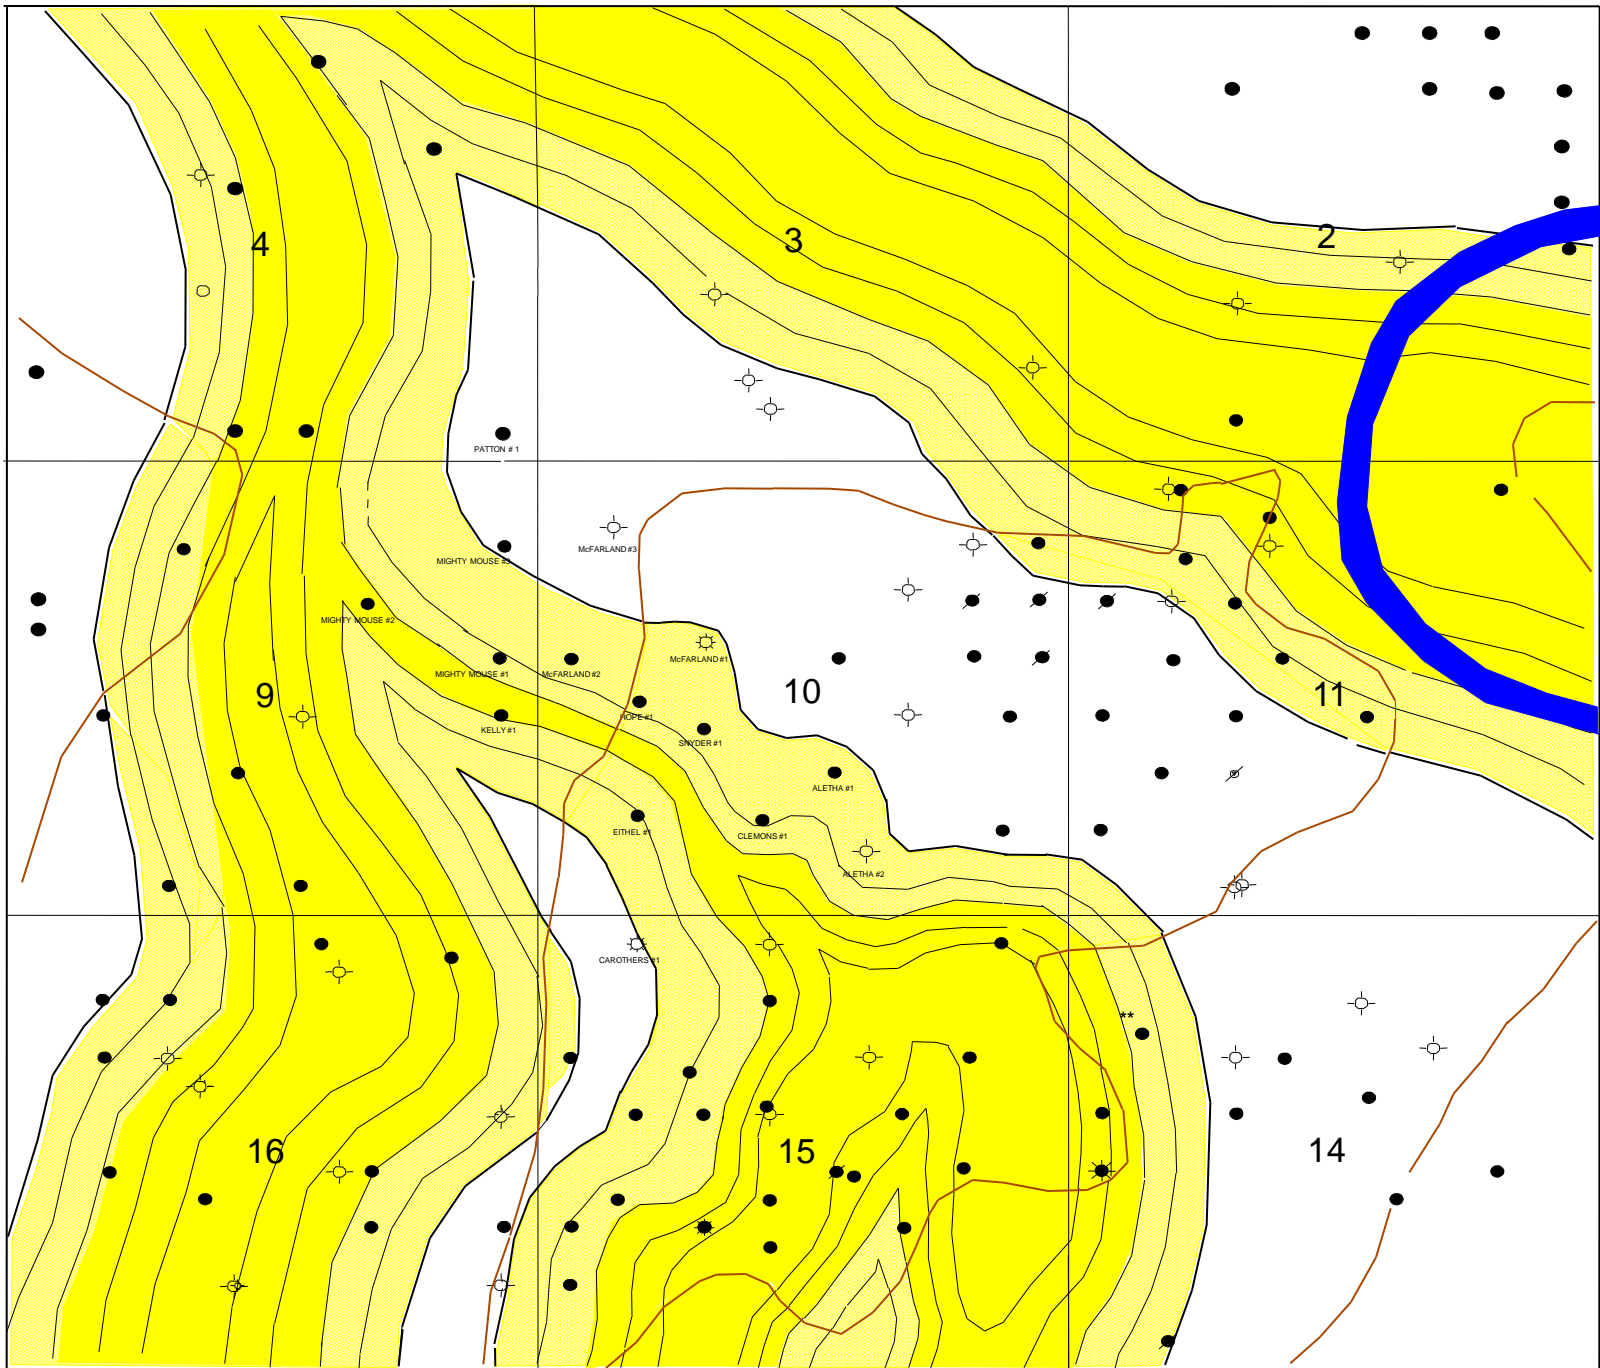 4
3
2
PATTON # 1
McFARLAND #3
MIGHTY MOUSE #3
MIGHTY MOUSE #2
McFARLAND #1
MIGHTY MOUSE #1
McFARLAND #2
9
10
11
HOPE #1
KELLY #1
SNYDER #1
ALETHA #1
EITHEL #1
CLEMONS #1
ALETHA #2
CAROTHERS #1
**
16
15
14